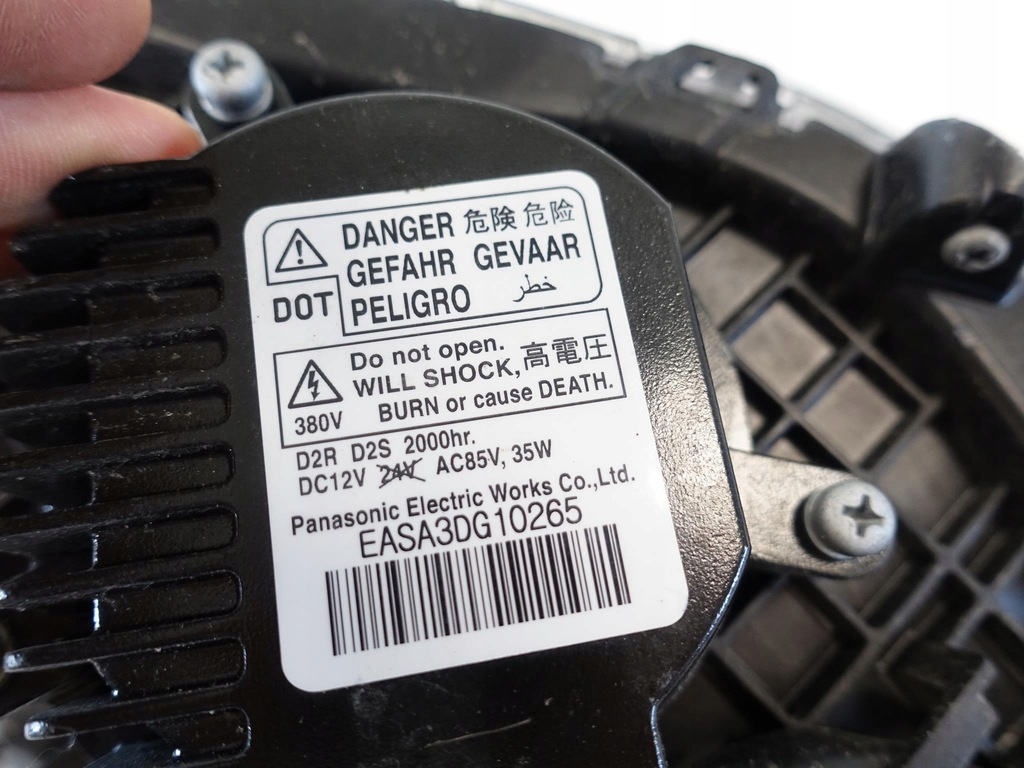 DANGER 危険 危险
GEFAHR GEVAAR
DOT PELIGRO خطر
Do not open.
WILL SHOCK, 高電圧
380V BURN or cause DEATH.
D2R D2S 2000hr.
DC12V 24V AC85V, 35W
Panasonic Electric Works Co.,Ltd.
EASA3DG10265